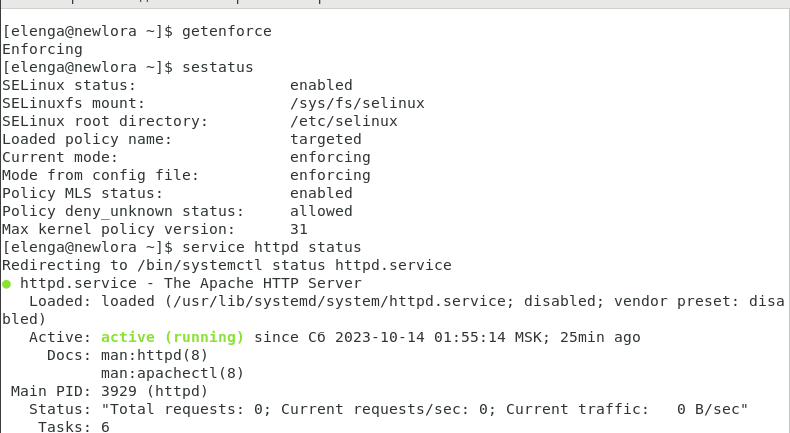 [elenga@newlora ~]$ getenforce
Enforcing
[elenga@newlora ~]$ sestatus
SELinux status:                 enabled
SELinuxfs mount:                /sys/fs/selinux
SELinux root directory:         /etc/selinux
Loaded policy name:             targeted
Current mode:                   enforcing
Mode from config file:          enforcing
Policy MLS status:              enabled
Policy deny_unknown status:     allowed
Max kernel policy version:      31
[elenga@newlora ~]$ service httpd status
Redirecting to /bin/systemctl status httpd.service
● httpd.service - The Apache HTTP Server
   Loaded: loaded (/usr/lib/systemd/system/httpd.service; disabled; vendor preset: disa
bled)
   Active: active (running) since Сб 2023-10-14 01:55:14 MSK; 25min ago
     Docs: man:httpd(8)
           man:apachectl(8)
 Main PID: 3929 (httpd)
   Status: "Total requests: 0; Current requests/sec: 0; Current traffic:   0 B/sec"
    Tasks: 6